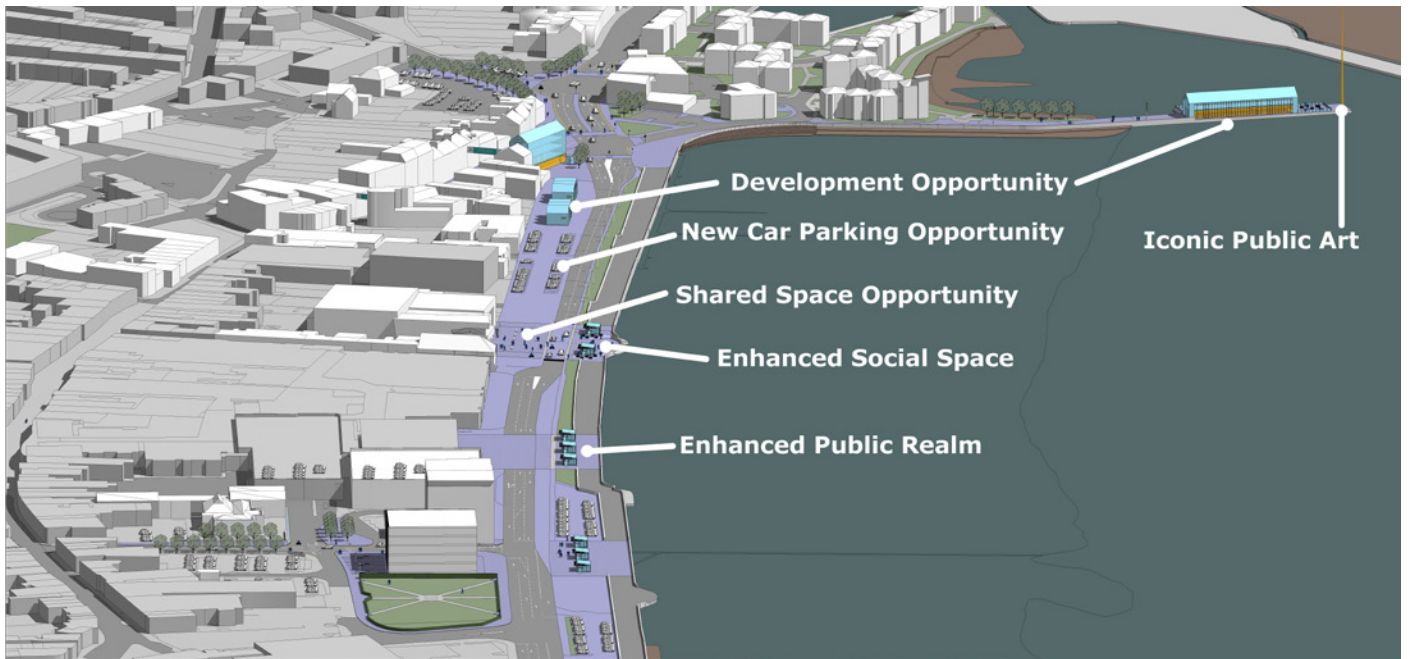 Development Opportunity
New Car Parking Opportunity
Iconic Public Art
Shared Space Opportunity
Enhanced Social Space
Enhanced Public Realm